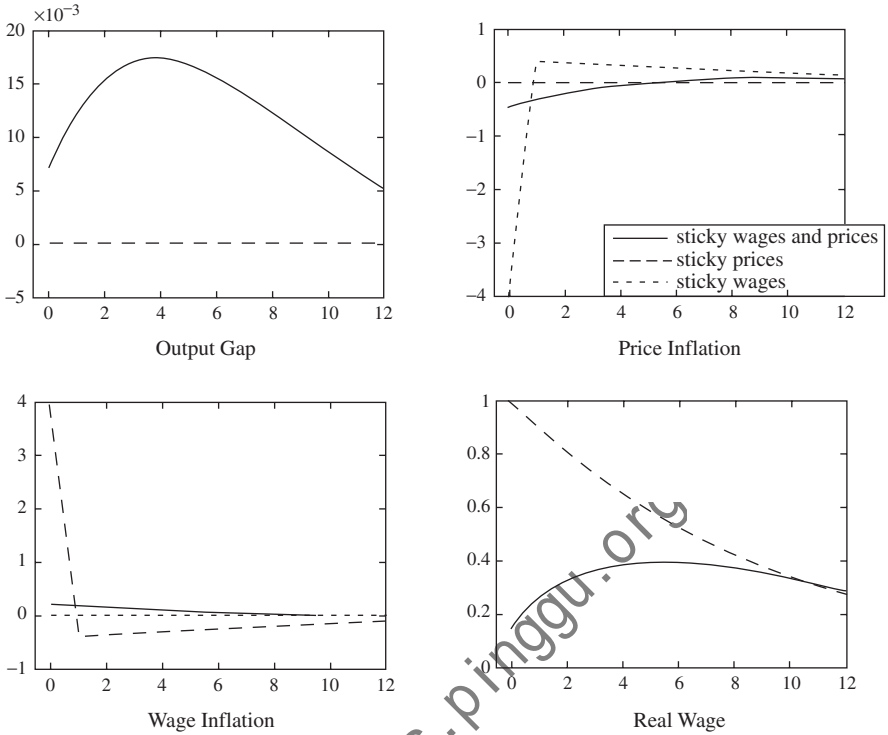 ×10−3
20
15
10
5
0
−5
0 2 4 6 8 10 12
Output Gap
1
0
−1
−2
−3
−4
0 2 4 6 8 10 12
Price Inflation
sticky wages and prices
sticky prices
sticky wages
4
3
2
1
0
−1
0 2 4 6 8 10 12
Wage Inflation
1
0.8
0.6
0.4
0.2
0
0 2 4 6 8 10 12
Real Wage
.pinggu.org